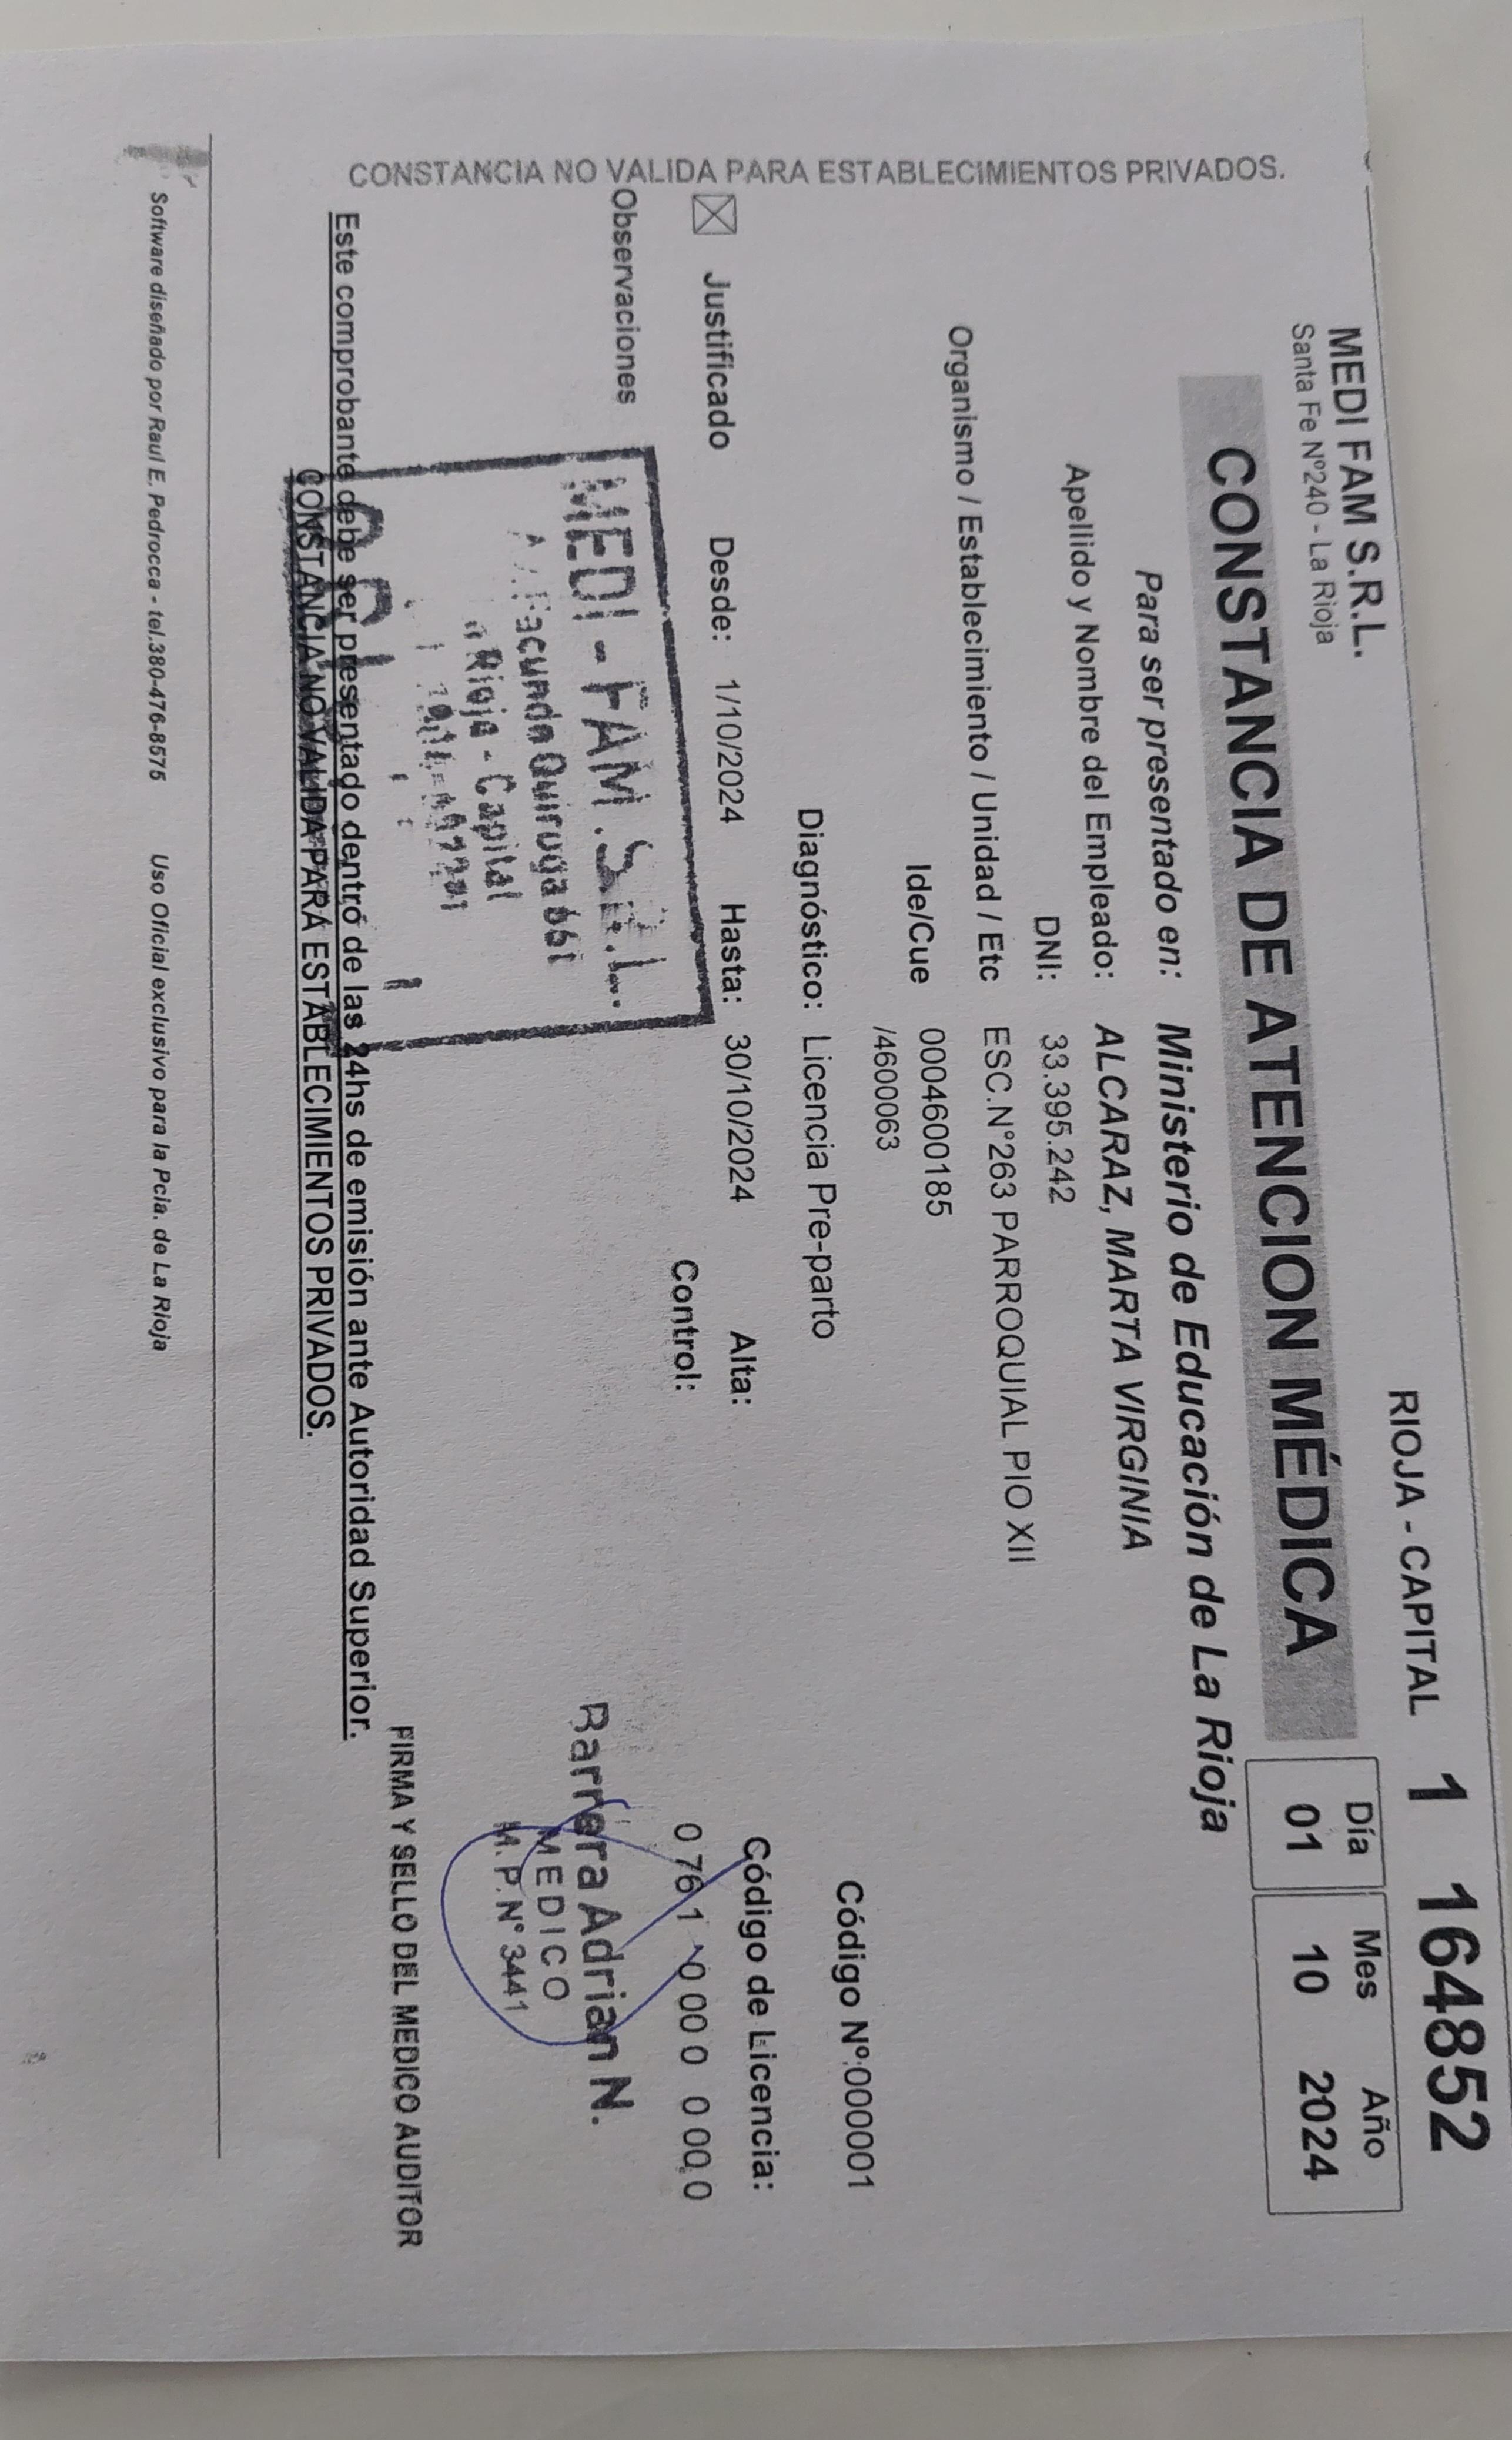 MEDI FAM S.R.L.
Santa Fe Nº240 - La Rioja
RIOJA - CAPITAL 1 164852
CONSTANCIA DE ATENCION MÉDICA
Día Mes Año
01 10 2024
Para ser presentado en: Ministerio de Educación de La Rioja
Apellido y Nombre del Empleado: ALCARAZ, MARTA VIRGINIA
DNI: 33.395.242
Organismo / Establecimiento / Unidad / Etc ESC.N°263 PARROQUIAL PIO XII
Ide/Cue 0004600185
/4600063
Código Nº:000001
Diagnóstico: Licencia Pre-parto
Código de Licencia:
Justificado Desde: 1/10/2024 Hasta: 30/10/2024 Alta:
0 76 1 0 00 0 0 00,0
Control:
Observaciones
MEDI - FAM .S.R.L.
Facundo Quiroga
Rioja - Capital
Barrera Adrian N.
MEDICO
M.P.N° 3441
FIRMA Y SELLO DEL MEDICO AUDITOR
Este comprobante debe ser presentado dentro de las 24hs de emisión ante Autoridad Superior.
CONSTANCIA NO VALIDA PARA ESTABLECIMIENTOS PRIVADOS.
CONSTANCIA NO VALIDA PARA ESTABLECIMIENTOS PRIVADOS.
Software diseñado por Raul E. Pedrocca - tel.380-476-8575 Uso Oficial exclusivo para la Pcia. de La Rioja